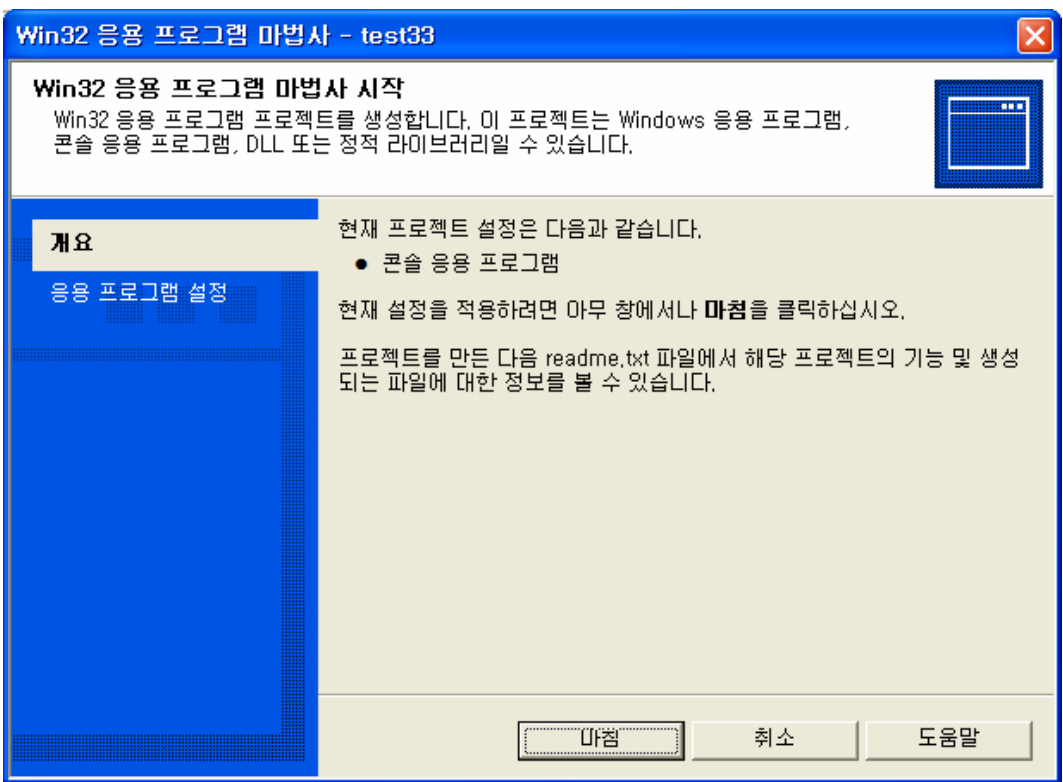 Win32 응용 프로그램 마법사 - test33
Win32 응용 프로그램 마법사 시작
Win32 응용 프로그램 프로젝트를 생성합니다. 이 프로젝트는 Windows 응용 프로그램,
콘솔 응용 프로그램, DLL 또는 정적 라이브러리일 수 있습니다.
개요
응용 프로그램 설정
현재 프로젝트 설정은 다음과 같습니다.
● 콘솔 응용 프로그램
현재 설정을 적용하려면 아무 창에서나 마침을 클릭하십시오.
프로젝트를 만든 다음 readme.txt 파일에서 해당 프로젝트의 기능 및 생성
되는 파일에 대한 정보를 볼 수 있습니다.
마침 취소 도움말